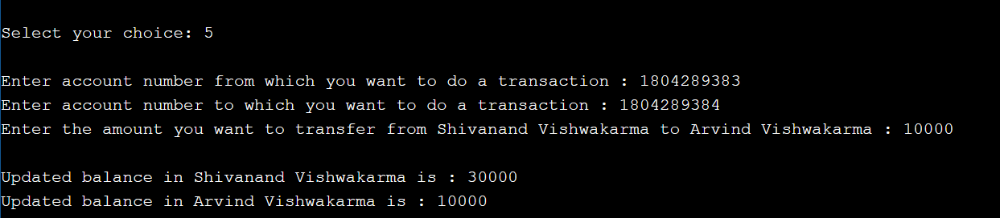 Select your choice: 5
Enter account number from which you want to do a transaction : 1804289383
Enter account number to which you want to do a transaction : 1804289384
Enter the amount you want to transfer from Shivanand Vishwakarma to Arvind Vishwakarma : 10000
Updated balance in Shivanand Vishwakarma is : 30000
Updated balance in Arvind Vishwakarma is : 10000